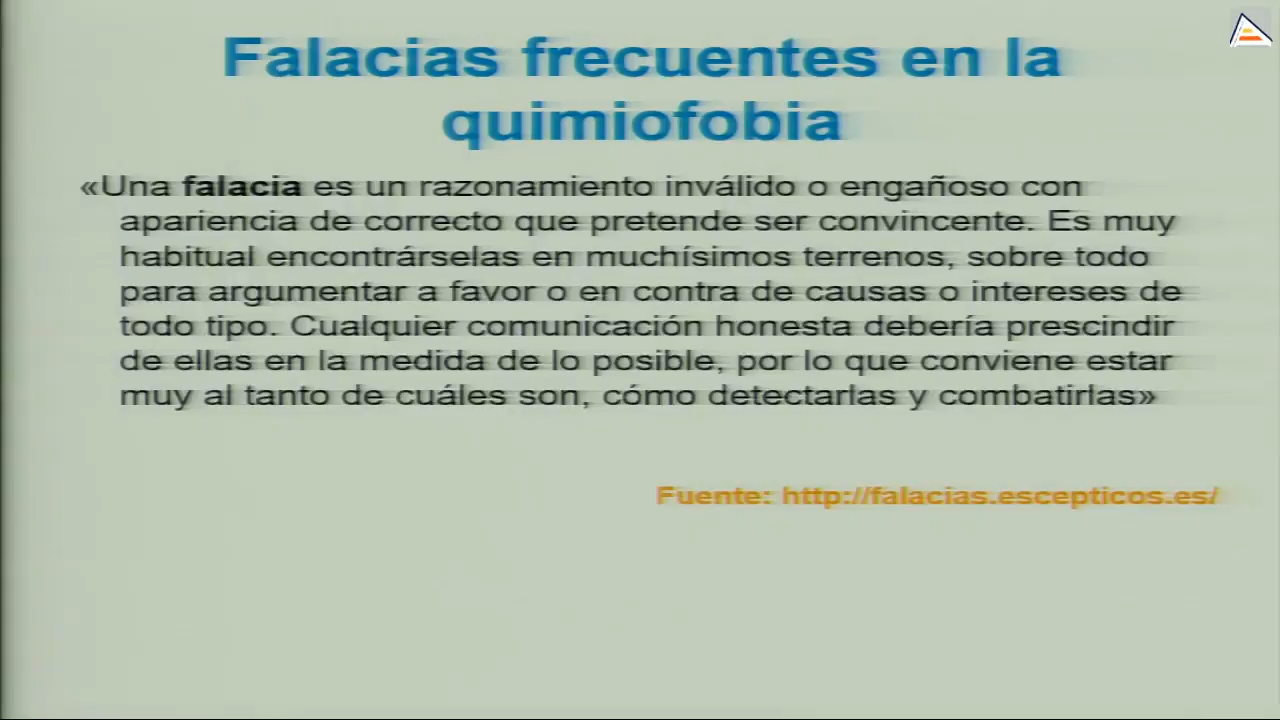 Falacias frecuentes en la
quimiofobia
«Una falacia es un razonamiento inválido o engañoso con
apariencia de correcto que pretende ser convincente. Es muy
habitual encontrárselas en muchísimos terrenos, sobre todo
para argumentar a favor o en contra de causas o intereses de
todo tipo. Cualquier comunicación honesta debería prescindir
de ellas en la medida de lo posible, por lo que conviene estar
muy al tanto de cuáles son, cómo detectarlas y combatirlas»
Fuente: http://falacias.escepticos.es/